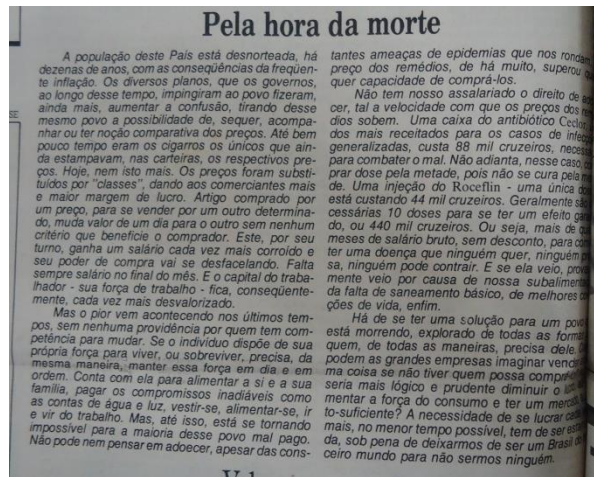 Pela hora da morte
A população deste País está desnorteada, há
dezenas de anos, com as conseqüências da freqüen-
te inflação. Os diversos planos, que os governos,
ao longo desse tempo, impingiram ao povo fizeram,
ainda mais, aumentar a confusão, tirando desse
mesmo povo a possibilidade de, sequer, acompa-
nhar ou ter noção comparativa dos preços. Até bem
pouco tempo eram os cigarros os únicos que ain-
da estampavam, nas carteiras, os respectivos pre-
ços. Hoje, nem isto mais. Os preços foram substi-
tuídos por "classes", dando aos comerciantes mais
e maior margem de lucro. Artigo comprado por
um preço, para se vender por um outro determina-
do, muda valor de um dia para o outro sem nenhum
critério que beneficie o comprador. Este, por seu
turno, ganha um salário cada vez mais corroído e
seu poder de compra vai se desfacelando. Falta
sempre salário no final do mês. E o capital do traba-
lhador - sua força de trabalho - fica, conseqüente-
mente, cada vez mais desvalorizado.
Mas o pior vem acontecendo nos últimos tem-
pos, sem nenhuma providência por quem tem com-
petência para mudar. Se o indivíduo dispõe de sua
própria força para viver, ou sobreviver, precisa, da
mesma maneira, manter essa força em dia e em
ordem. Conta com ela para alimentar a si e a sua
família, pagar os compromissos inadiáveis como
as contas de água e luz, vestir-se, alimentar-se, ir
e vir do trabalho. Mas, até isso, está se tornando
impossível para a maioria desse povo mal pago.
Não pode nem pensar em adoecer, apesar das cons-
tantes ameaças de epidemias que nos rondam
preço dos remédios, de há muito, superou
quer capacidade de comprá-los.
Não tem nosso assalariado o direito de
cer, tal a velocidade com que os preços dos
dios sobem. Uma caixa do antibiótico Ceclor,
dos mais receitados para os casos de
generalizadas, custa 88 mil cruzeiros,
para combater o mal. Não adianta, nesse caso,
prar dose pela metade, pois não se cura pela
de. Uma injeção do Roceflin - uma única
está custando 44 mil cruzeiros. Geralmente são
cessárias 10 doses para se ter um efeito
do, ou 440 mil cruzeiros. Ou seja, mais de
meses de salário bruto, sem desconto, para
ter uma doença que ninguém quer, ninguém
sa, ninguém pode contrair. E se ela veio,
mente veio por causa de nossa
da falta de saneamento básico, de melhores
ções de vida, enfim.
Há de se ter uma solução para um povo
está morrendo, explorado de todas as formas
quem, de todas as maneiras, precisa dele.
podem as grandes empresas imaginar
ma coisa se não tiver quem possa
seria mais lógico e prudente diminuir o
mentar a força do consumo e ter um
to-suficiente? A necessidade de se lucrar
mais, no menor tempo possível, tem de ser
da, sob pena de deixarmos de ser um Brasil
ceiro mundo para não sermos ninguém.